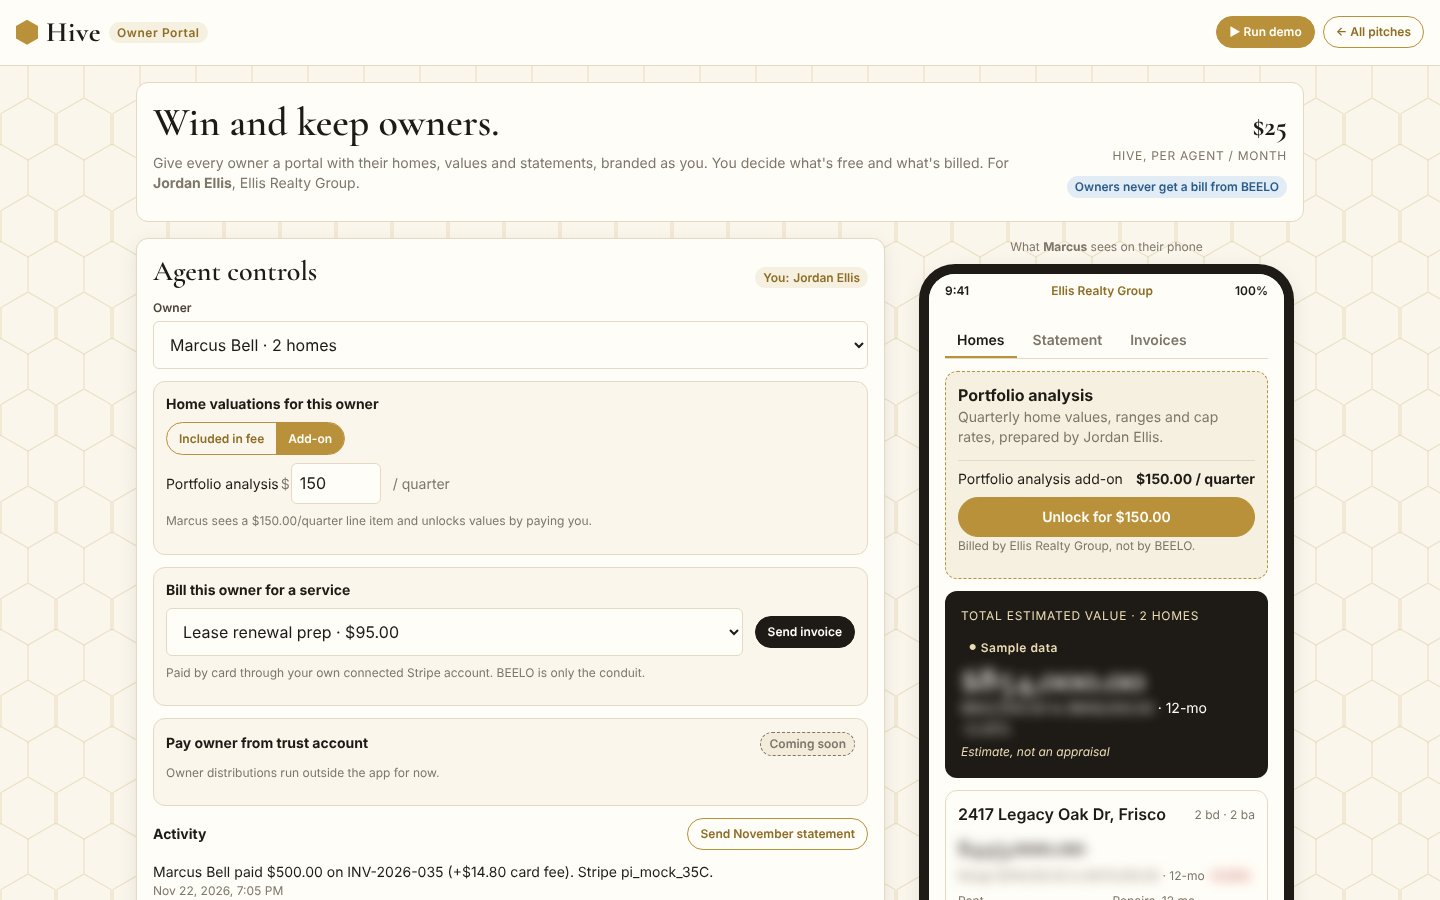 Hive Owner Portal
▶ Run demo
← All pitches
Win and keep owners.
Give every owner a portal with their homes, values and statements, branded as you. You decide what's free and what's billed. For
Jordan Ellis, Ellis Realty Group.
$25
HIVE, PER AGENT / MONTH
Owners never get a bill from BEELO
Agent controls
You: Jordan Ellis
Owner
Marcus Bell · 2 homes
Home valuations for this owner
Included in fee Add-on
Portfolio analysis $ 150 / quarter
Marcus sees a $150.00/quarter line item and unlocks values by paying you.
Bill this owner for a service
Lease renewal prep · $95.00
Send invoice
Paid by card through your own connected Stripe account. BEELO is only the conduit.
Pay owner from trust account
Coming soon
Owner distributions run outside the app for now.
Activity
Send November statement
Marcus Bell paid $500.00 on INV-2026-035 (+$14.80 card fee). Stripe pi_mock_35C.
Nov 22, 2026, 7:05 PM
What Marcus sees on their phone
9:41 Ellis Realty Group 100%
Homes Statement Invoices
Portfolio analysis
Quarterly home values, ranges and cap
rates, prepared by Jordan Ellis.
Portfolio analysis add-on $150.00 / quarter
Unlock for $150.00
Billed by Ellis Realty Group, not by BEELO.
TOTAL ESTIMATED VALUE · 2 HOMES
● Sample data
· 12-mo
Estimate, not an appraisal
2417 Legacy Oak Dr, Frisco 2 bd · 2 ba
· 12-mo
Rent Repairs, 12-mo